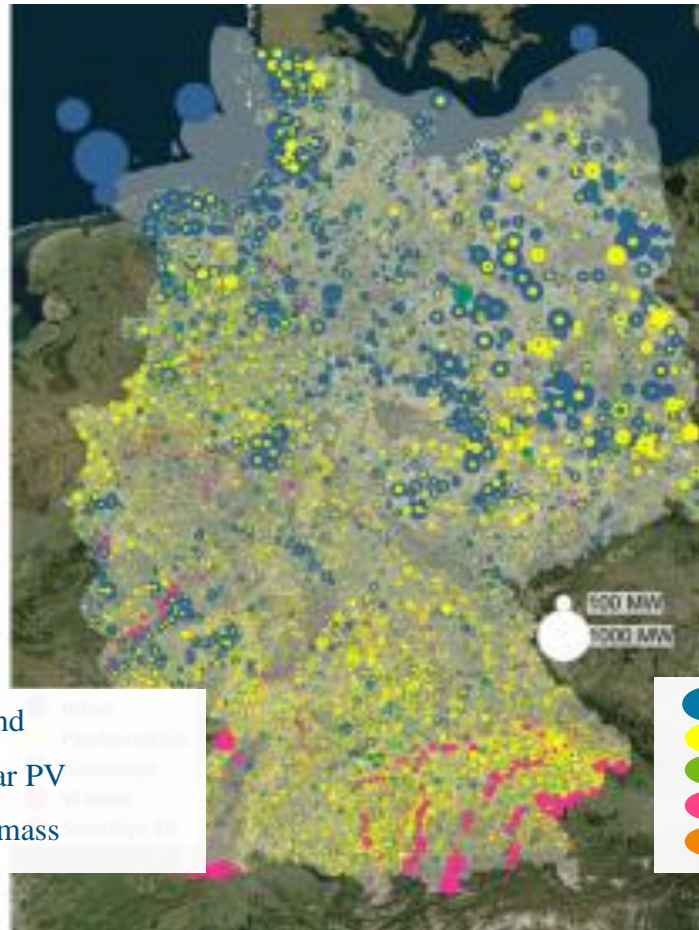 100 MW
1000 MW
Wind
nd
Photovoltaik
ar PV
Biomasse
Wasser
mass
Sonstige EE